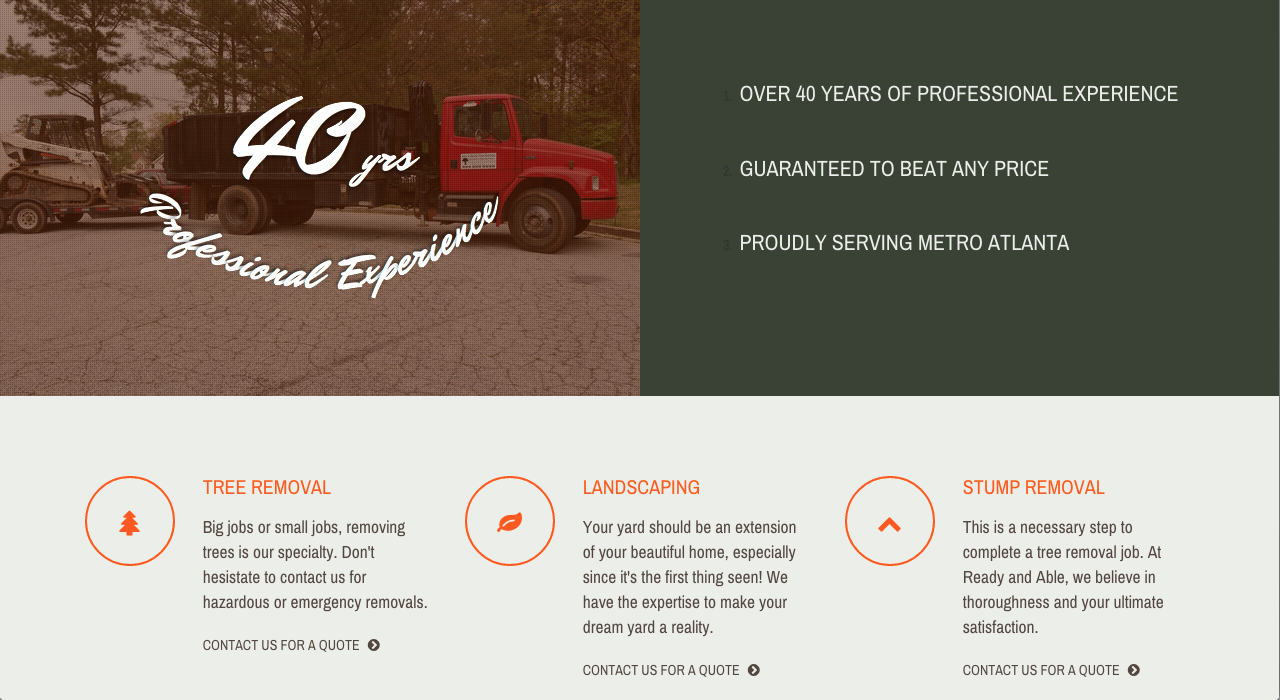 40 yrs
Professional Experience
1. OVER 40 YEARS OF PROFESSIONAL EXPERIENCE
2. GUARANTEED TO BEAT ANY PRICE
3. PROUDLY SERVING METRO ATLANTA
TREE REMOVAL
Big jobs or small jobs, removing
trees is our specialty. Don't
hesistate to contact us for
hazardous or emergency removals.
CONTACT US FOR A QUOTE
LANDSCAPING
Your yard should be an extension
of your beautiful home, especially
since it's the first thing seen! We
have the expertise to make your
dream yard a reality.
CONTACT US FOR A QUOTE
STUMP REMOVAL
This is a necessary step to
complete a tree removal job. At
Ready and Able, we believe in
thoroughness and your ultimate
satisfaction.
CONTACT US FOR A QUOTE